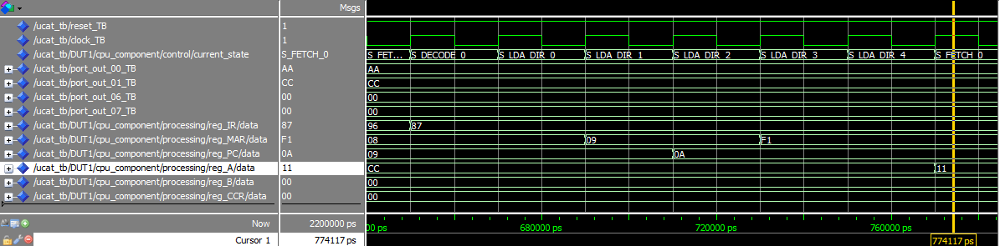 Msgs
/ucat_tb/reset_TB 1
/ucat_tb/clock_TB 1
/ucat_tb/DUT1/cpu_component/control/current_state S_FETCH_0 S_FET... S_DECODE_0 S_LDA_DIR_0 S_LDA_DIR_1 S_LDA_DIR_2 S_LDA_DIR_3 S_LDA_DIR_4 S_FETCH_0
/ucat_tb/port_out_00_TB AA AA
/ucat_tb/port_out_01_TB CC CC
/ucat_tb/port_out_06_TB 00 00
/ucat_tb/port_out_07_TB 00 00
/ucat_tb/DUT1/cpu_component/processing/reg_IR/data 87 96 87
/ucat_tb/DUT1/cpu_component/processing/reg_MAR/data F1 08 09 F1
/ucat_tb/DUT1/cpu_component/processing/reg_PC/data 0A 09 0A
/ucat_tb/DUT1/cpu_component/processing/reg_A/data 11 CC 11
/ucat_tb/DUT1/cpu_component/processing/reg_B/data 00 00
/ucat_tb/DUT1/cpu_component/processing/reg_CCR/data 00 00
Now 2200000 ps 00 ps 680000 ps 720000 ps 760000 ps
Cursor 1 774117 ps 774117 ps